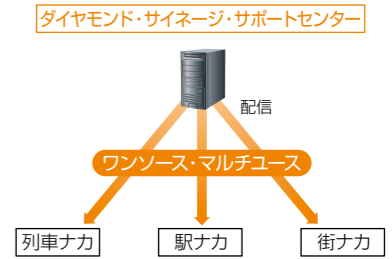 ダイヤモンド・サイネージ・サポートセンター
配信
ワンソース・マルチユース
列車ナカ
駅ナカ
街ナカ